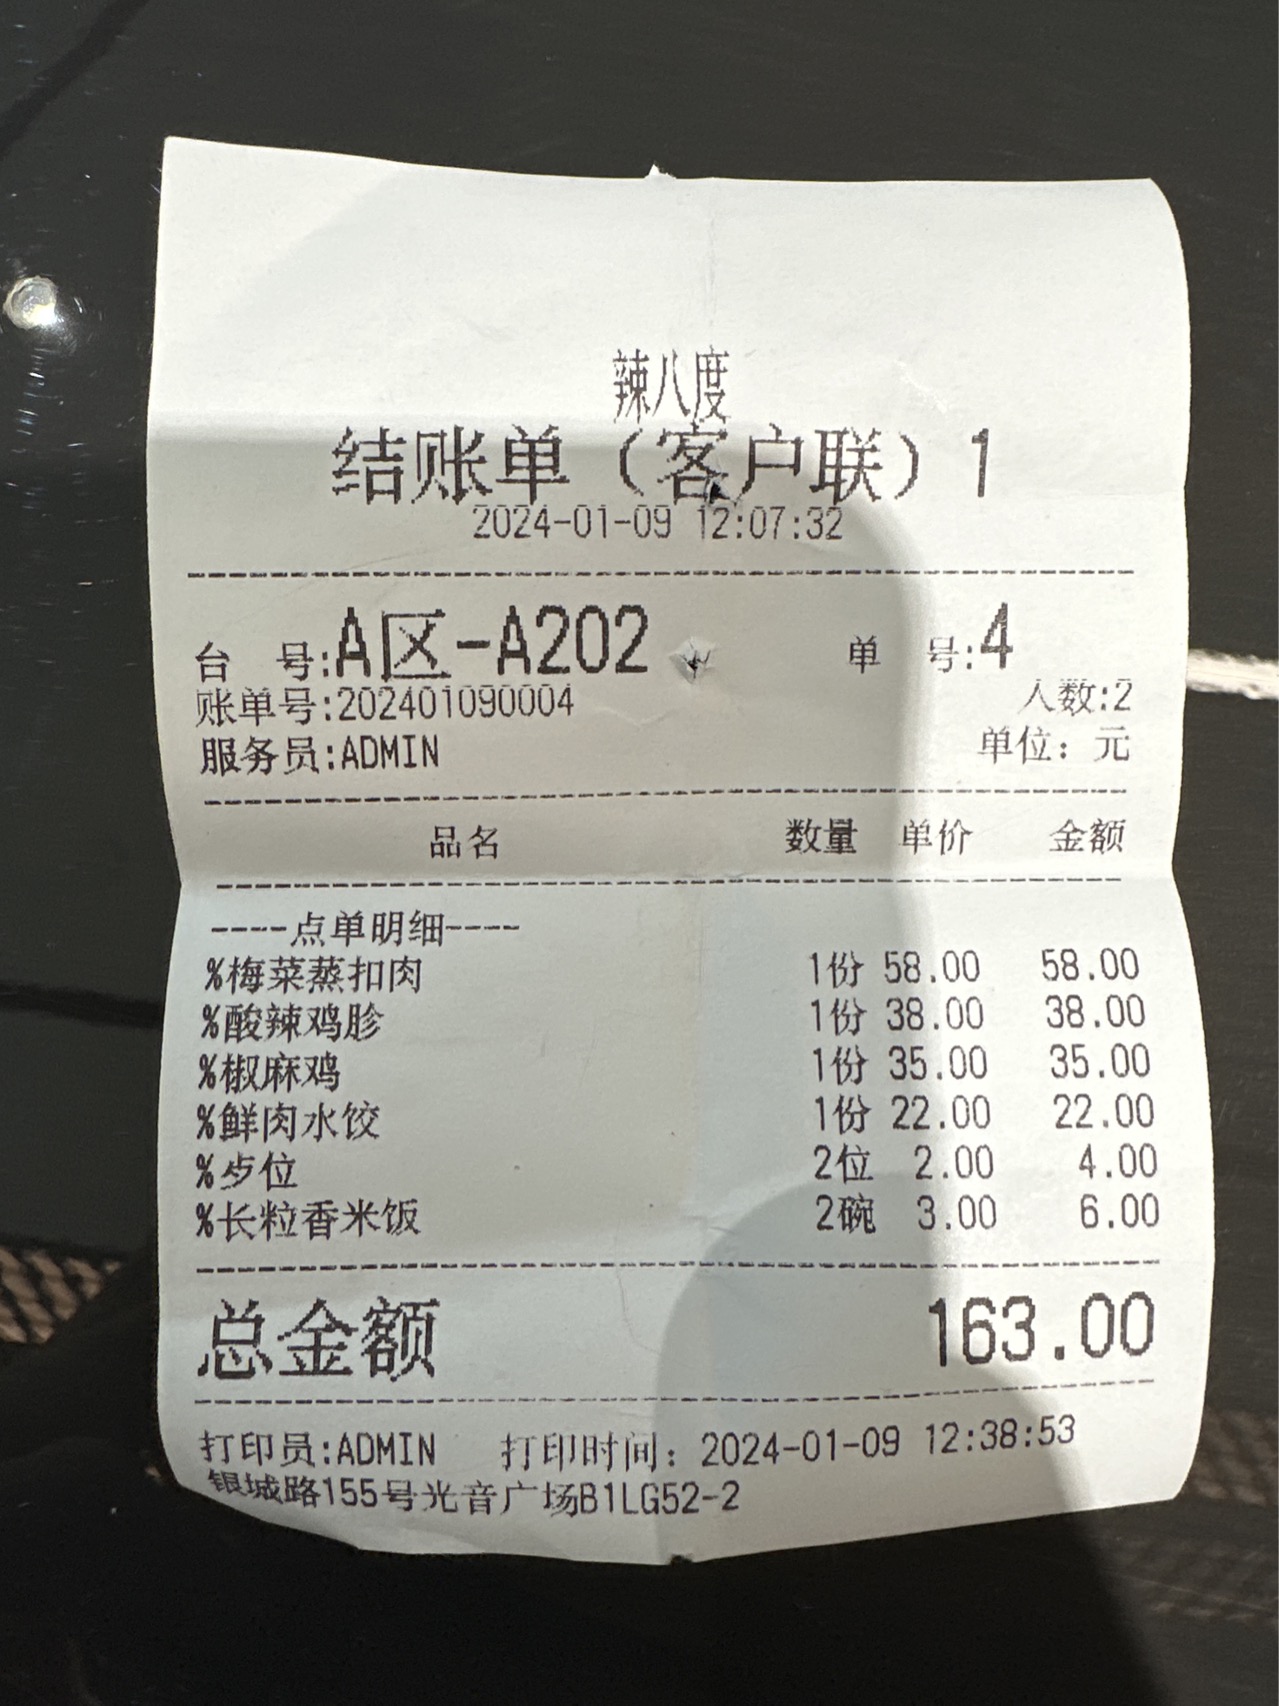 辣八度
结账单（客户联）1
2024-01-09 12:07:32
台 号:A区-A202 单 号:4
账单号:202401090004 人数:2
服务员:ADMIN 单位：元
品名 数量 单价 金额
----点单明细----
%梅菜蒸扣肉 1份 58.00 58.00
%酸辣鸡胗 1份 38.00 38.00
%椒麻鸡 1份 35.00 35.00
%鲜肉水饺 1份 22.00 22.00
%歺位 2位 2.00 4.00
%长粒香米饭 2碗 3.00 6.00
总金额 163.00
打印员:ADMIN 打印时间：2024-01-09 12:38:53
银城路155号光音广场B1LG52-2